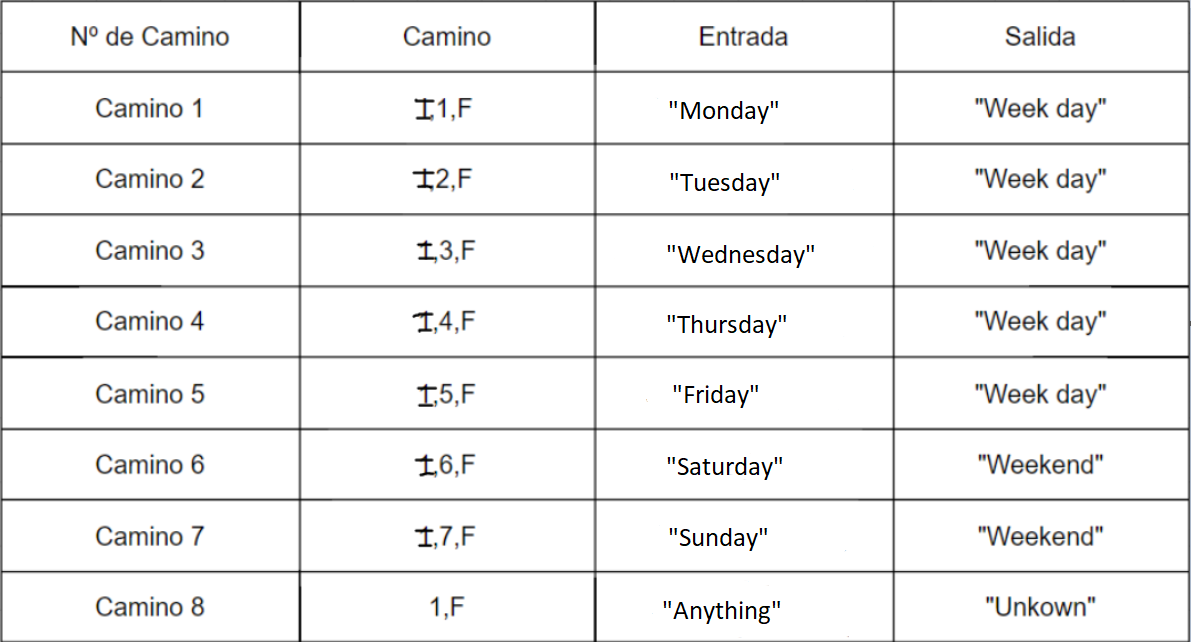 Nº de Camino Camino Entrada Salida
Camino 1 I,1,F "Monday" "Week day"
Camino 2 I,2,F "Tuesday" "Week day"
Camino 3 I,3,F "Wednesday" "Week day"
Camino 4 I,4,F "Thursday" "Week day"
Camino 5 I,5,F "Friday" "Week day"
Camino 6 I,6,F "Saturday" "Weekend"
Camino 7 I,7,F "Sunday" "Weekend"
Camino 8 1,F "Anything" "Unkown"